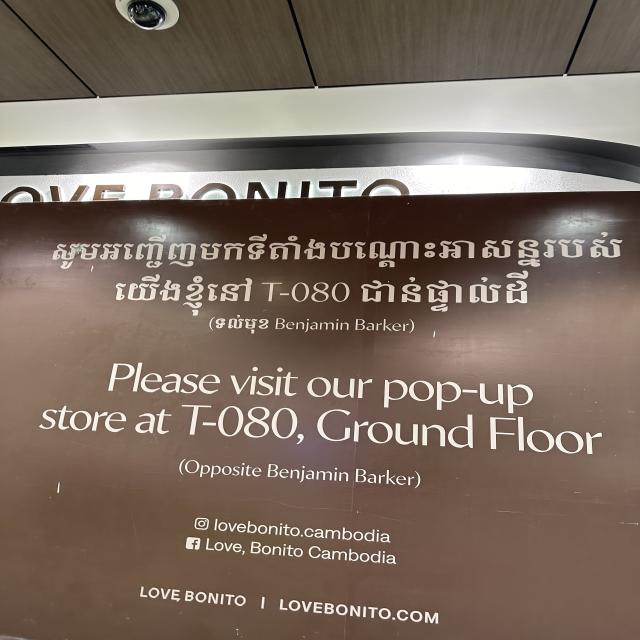 LOVE BONITO
សូមអញ្ជើញមកទីតាំងបណ្ដោះអាសន្នរបស់
យើងខ្ញុំនៅ T-080 ជាន់ផ្ទាល់ដី
(ទល់មុខ Benjamin Barker)
Please visit our pop-up
store at T-080, Ground Floor
(Opposite Benjamin Barker)
lovebonito.cambodia
Love, Bonito Cambodia
LOVE, BONITO | LOVEBONITO.COM